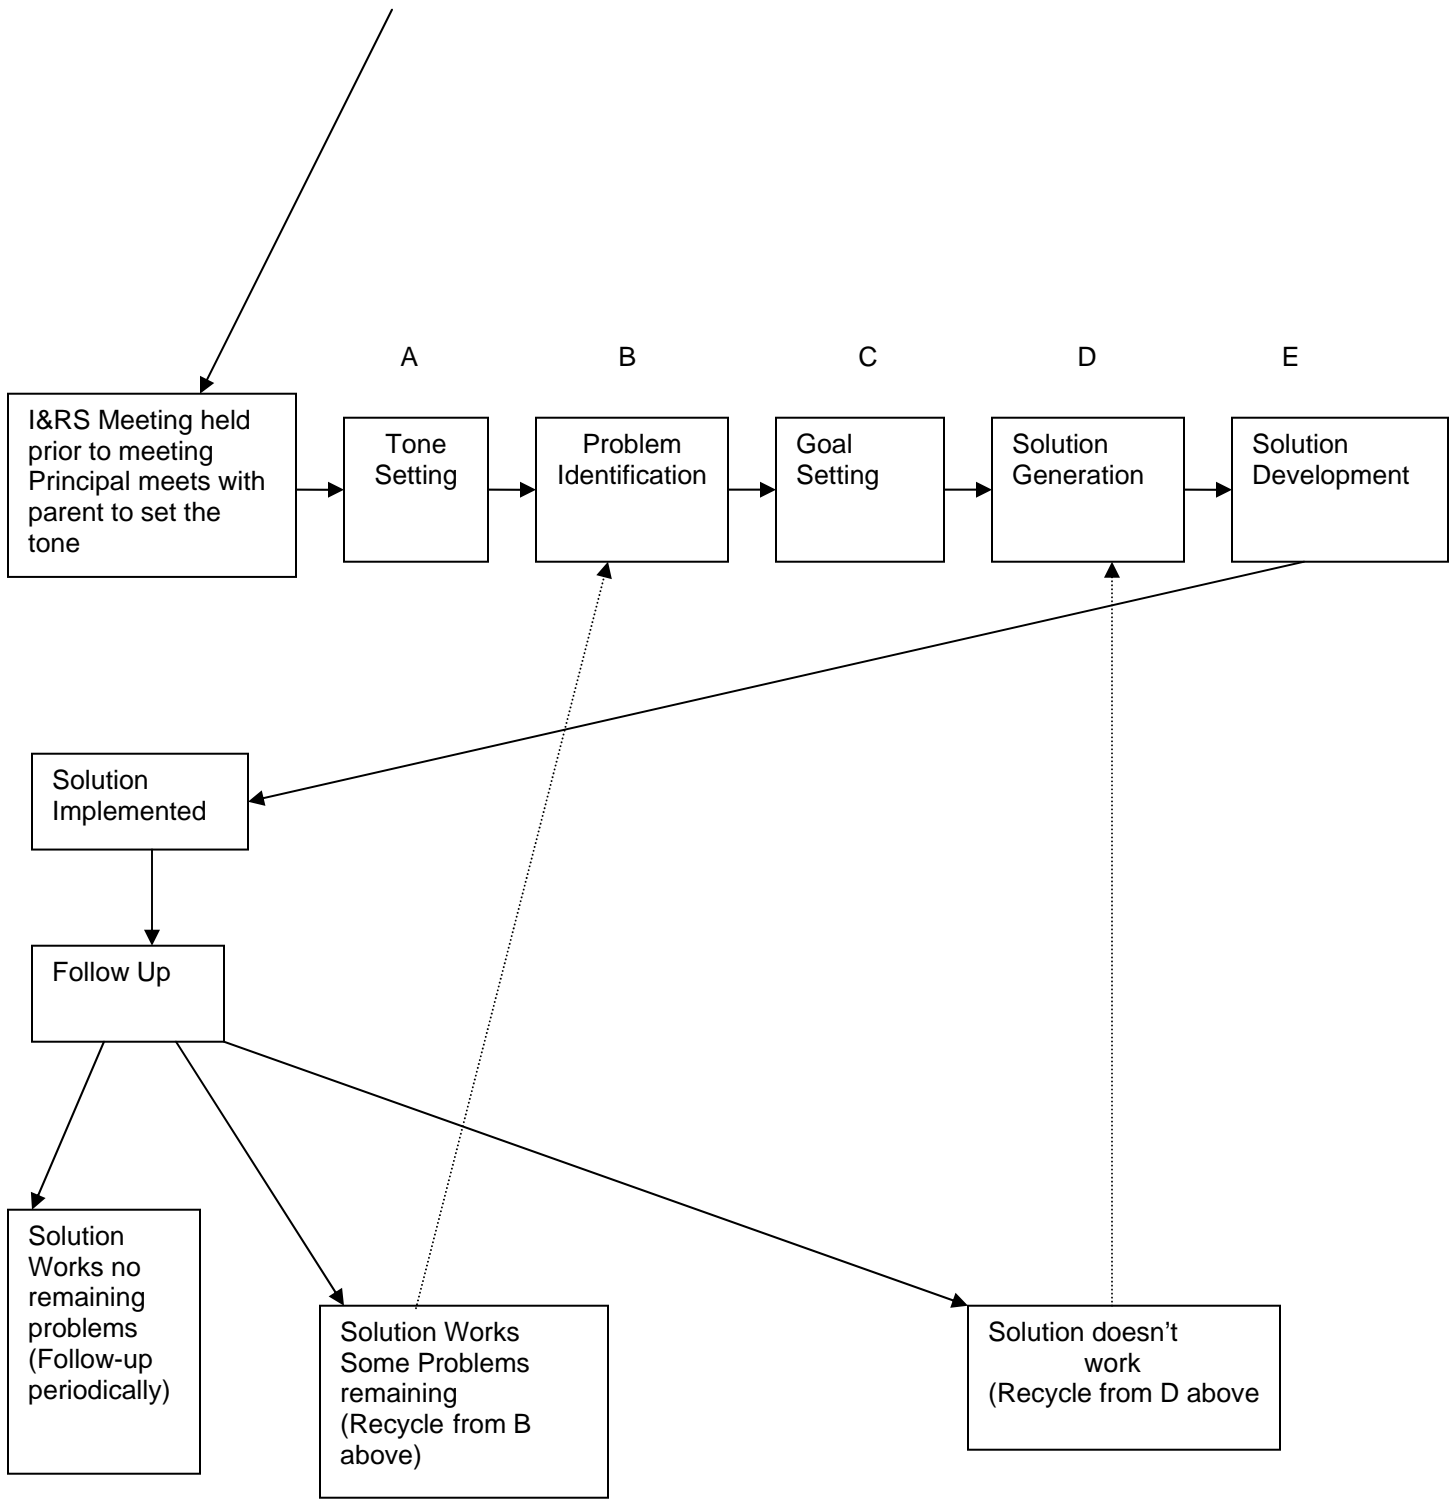 A B C D E
I&RS Meeting held
prior to meeting
Principal meets with
parent to set the
tone
Tone
Setting
Problem
Identification
Goal
Setting
Solution
Generation
Solution
Development
Solution
Implemented
Follow Up
Solution
Works no
remaining
problems
(Follow-up
periodically)
Solution Works
Some Problems
remaining
(Recycle from B
above)
Solution doesn't
work
(Recycle from D above